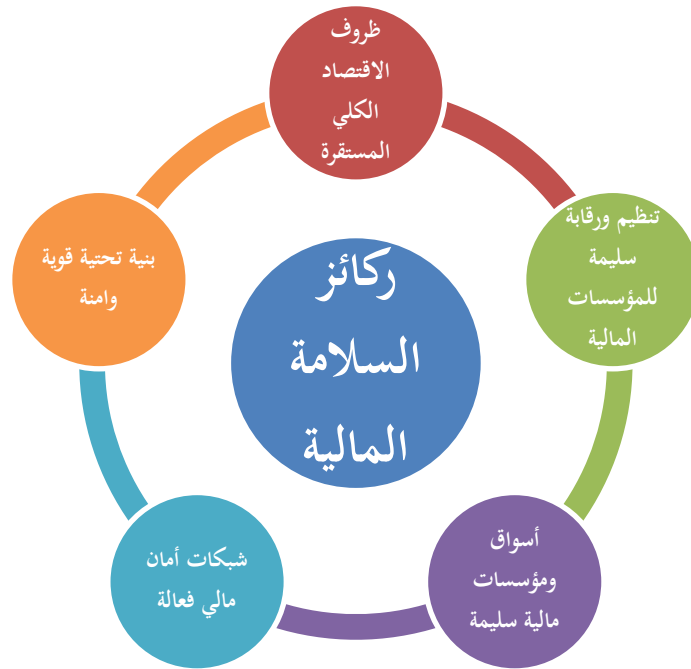 ظروف
الاقتصاد
الكلي
المستقرة
تنظيم ورقابة
سليمة
للمؤسسات
المالية
أسواق
ومؤسسات
مالية سليمة
شبكات أمان
مالي فعالة
بنية تحتية قوية
وامنة
ركائز
السلامة
المالية